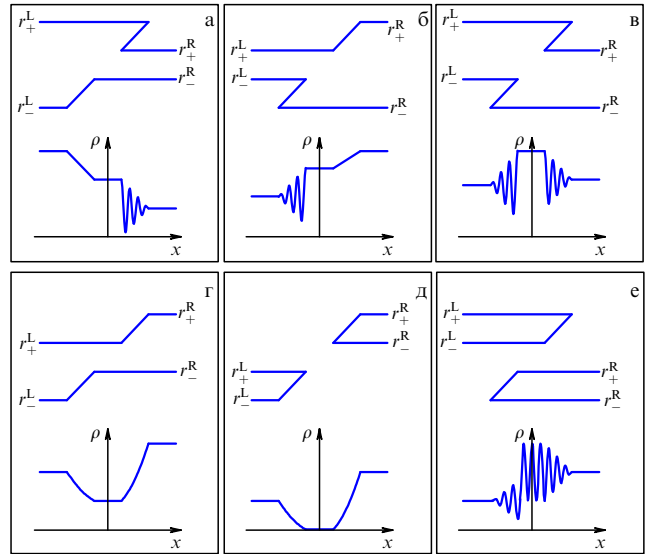 а
r₊ᴸ
r₊ᴿ
r₋ᴿ
r₋ᴸ
ρ
x
б
r₊ᴿ
r₊ᴸ
r₋ᴸ
r₋ᴿ
ρ
x
в
r₊ᴸ
r₊ᴿ
r₋ᴸ
r₋ᴿ
ρ
x
г
r₊ᴿ
r₊ᴸ
r₋ᴿ
r₋ᴸ
ρ
x
д
r₊ᴿ
r₋ᴿ
r₊ᴸ
r₋ᴸ
ρ
x
е
r₊ᴸ
r₋ᴸ
r₊ᴿ
r₋ᴿ
ρ
x